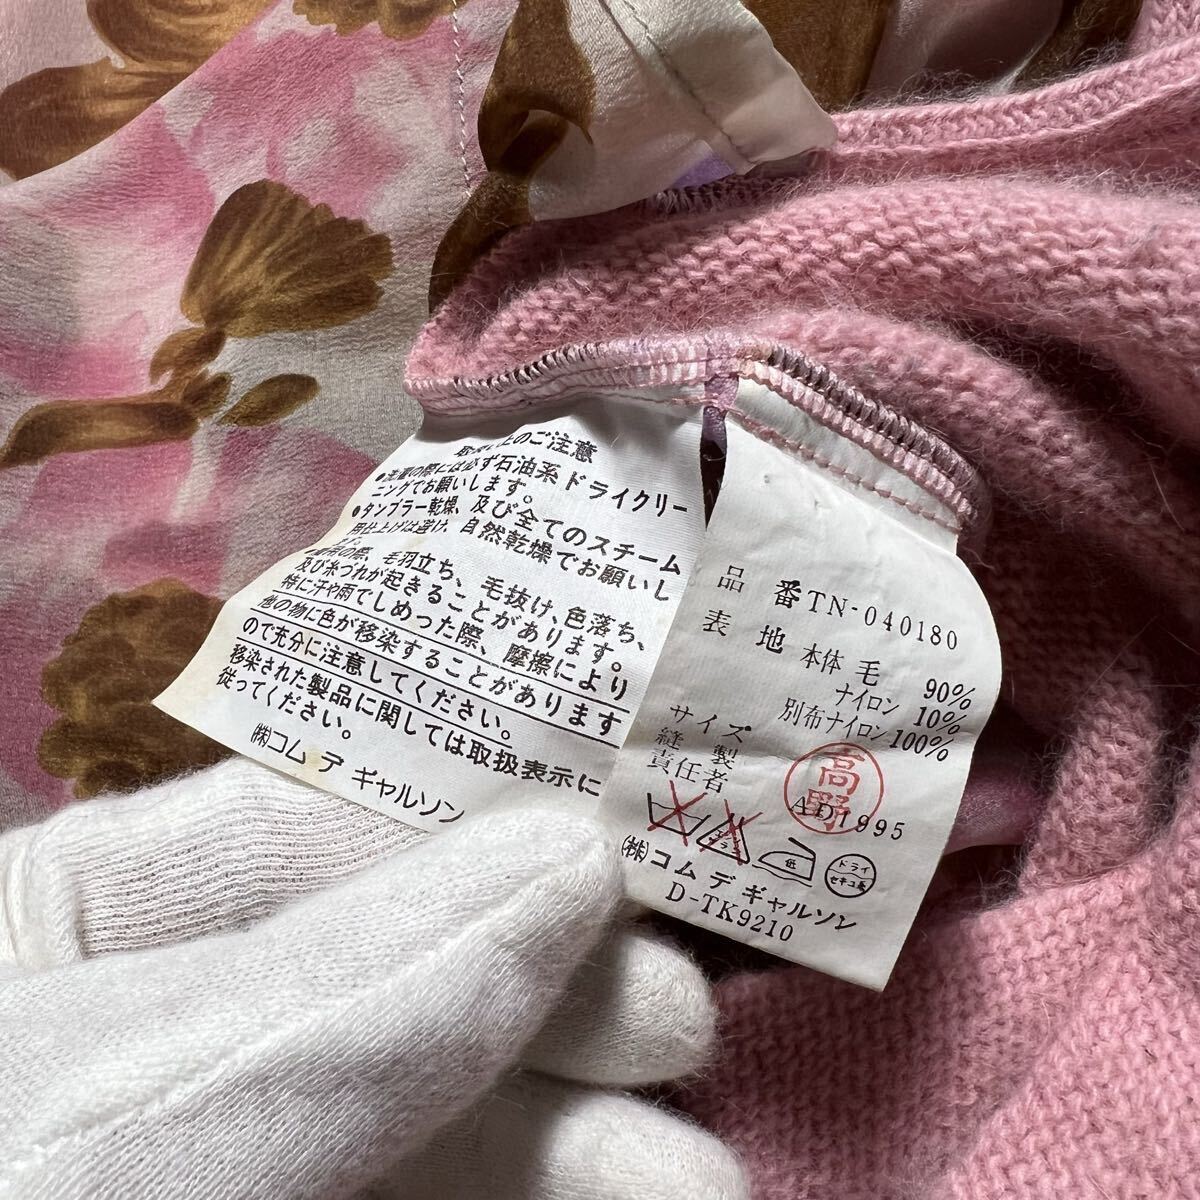 上のご注意
●洗濯の際には必ず石油系ドライクリー
ニングでお願いします。
●タンブラー乾燥、及び全てのスチーム
仕上げは避け、自然乾燥でお願いし
の際、毛羽立ち、毛抜け、色落ち、
及び糸づれが起きることがあります。
特に汗や雨でしめった際、摩擦により
他の物に色が移染することがあります
ので充分に注意してください。
移染された製品に関しては取扱表示に
従ってください。
㈱コム デ ギャルソン
品 番 TN-040180
表 地 本体 毛 90%
ナイロン 10%
別布ナイロン 100%
サイズ
縫 製
責任者
高野
AD1995
エンソ
サラシ
低
ドライ
セキユ系
㈱コム デ ギャルソン
D-TK9210